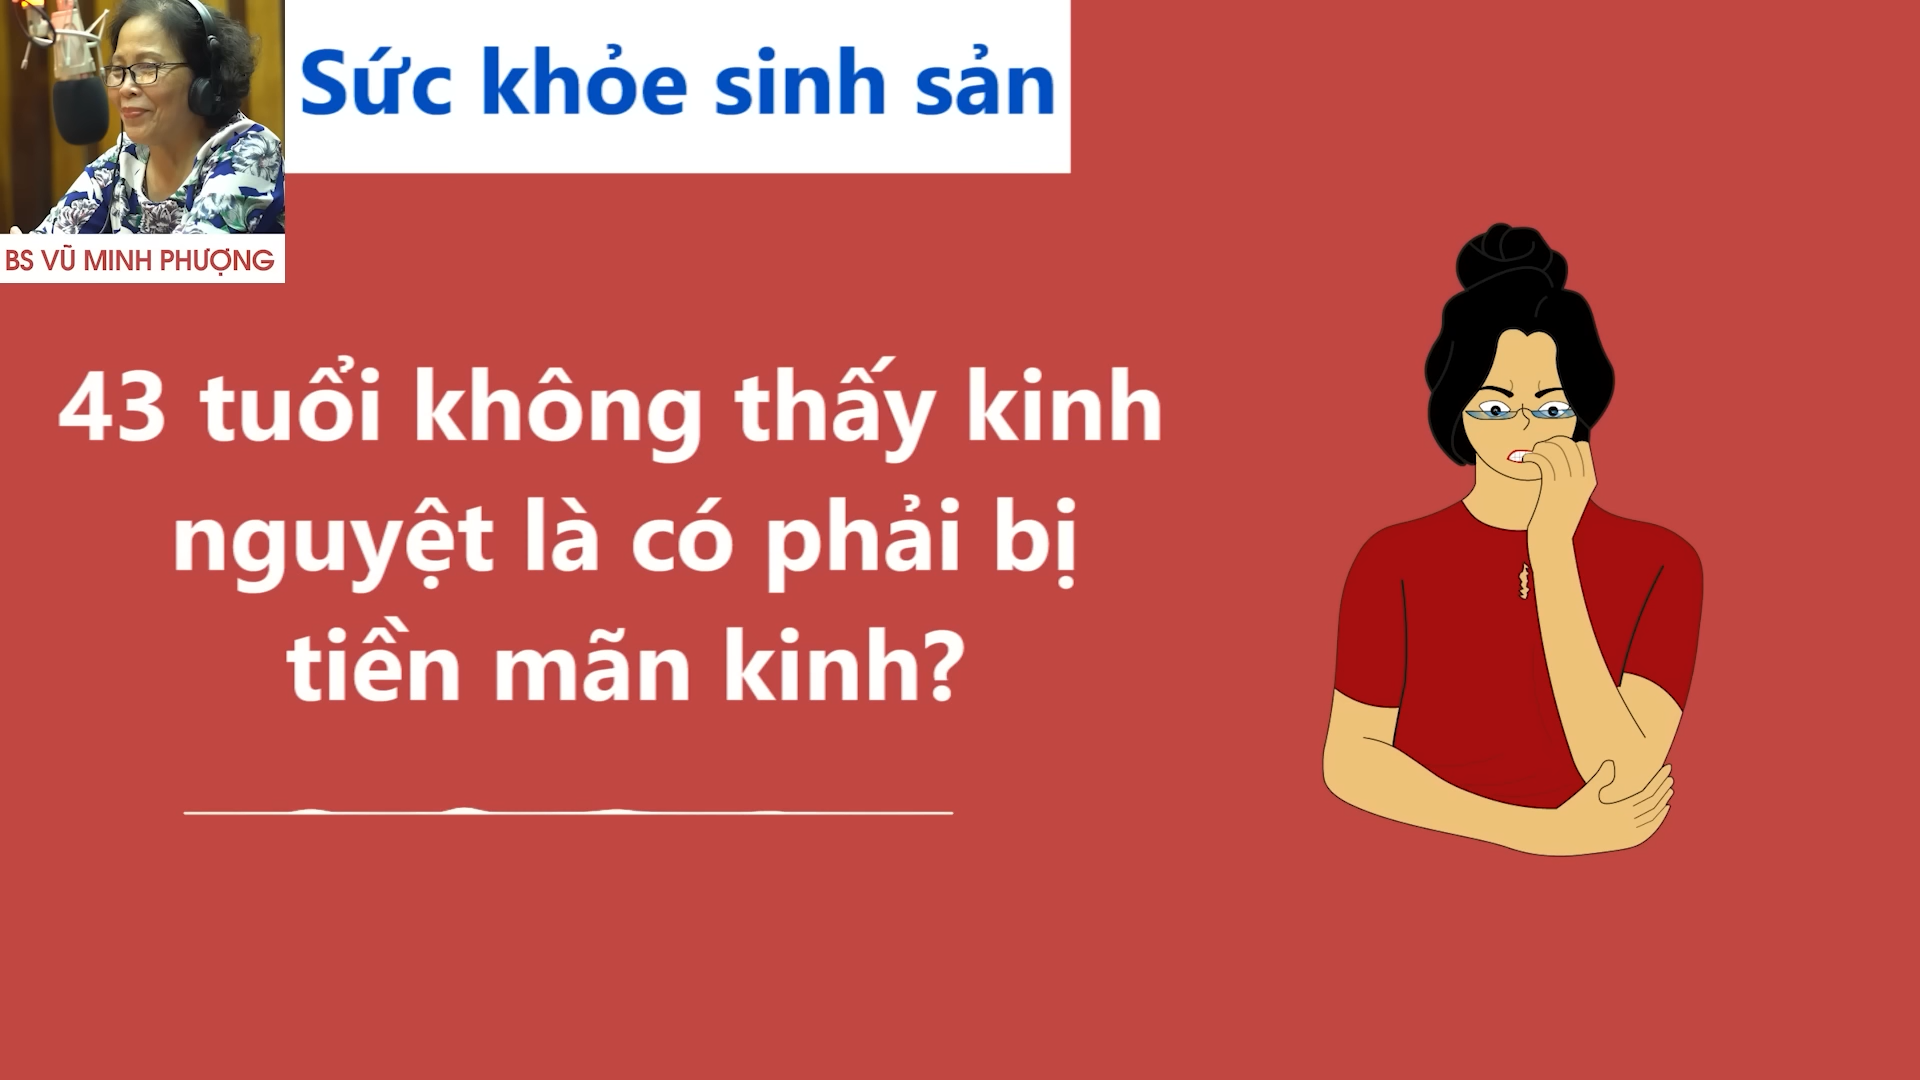 Sức khỏe sinh sản
BS VŨ MINH PHƯỢNG
43 tuổi không thấy kinh
nguyệt là có phải bị
tiền mãn kinh?